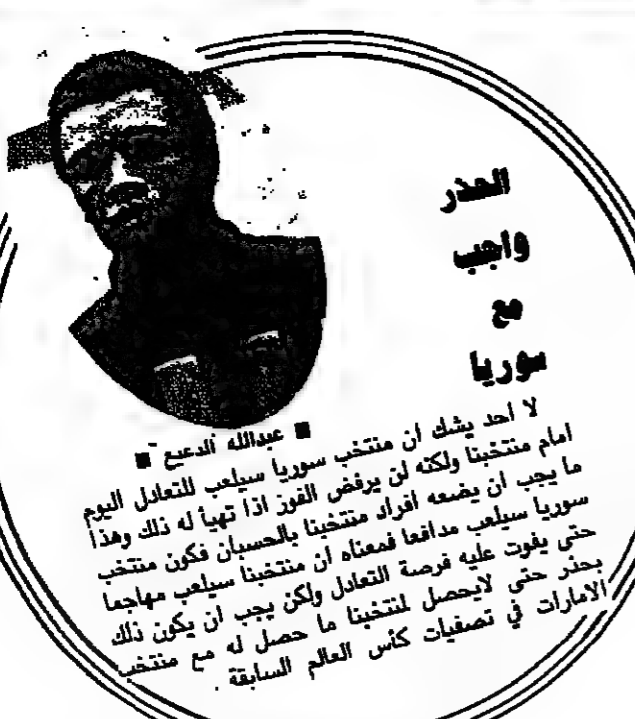 الحذر
واجب
مع
سوريا
■ عبدالله الدعيع ■
لا احد يشك ان منتخب سوريا سيلعب للتعادل اليوم
امام منتخبنا ولكنه لن يرفض الفوز اذا تهيأ له ذلك وهذا
ما يجب ان يضعه افراد منتخبنا بالحسبان فكون منتخب
سوريا سيلعب مدافعا فمعناه ان منتخبنا سيلعب مهاجما
حتى يفوت عليه فرصة التعادل ولكن يجب ان يكون ذلك
بحذر حتى لايحصل لمنتخبنا ما حصل له مع منتخب
الامارات في تصفيات كأس العالم السابقة .